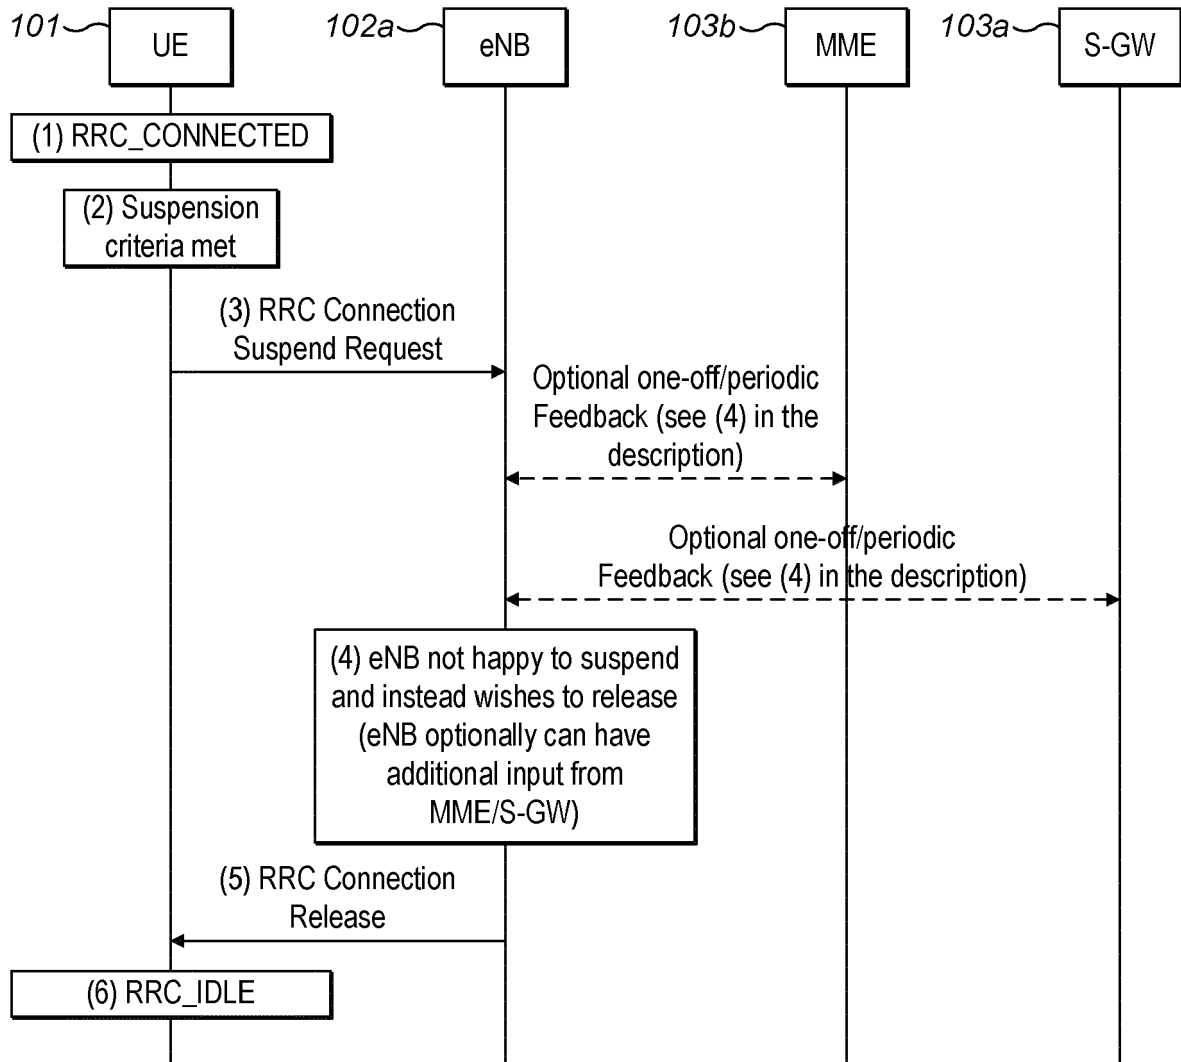 101
UE
102a
eNB
103b
MME
103a
S-GW
(1) RRC_CONNECTED
(2) Suspension
criteria met
(3) RRC Connection
Suspend Request
Optional one-off/periodic
Feedback (see (4) in the
description)
Optional one-off/periodic
Feedback (see (4) in the description)
(4) eNB not happy to suspend
and instead wishes to release
(eNB optionally can have
additional input from
MME/S-GW)
(5) RRC Connection
Release
(6) RRC_IDLE